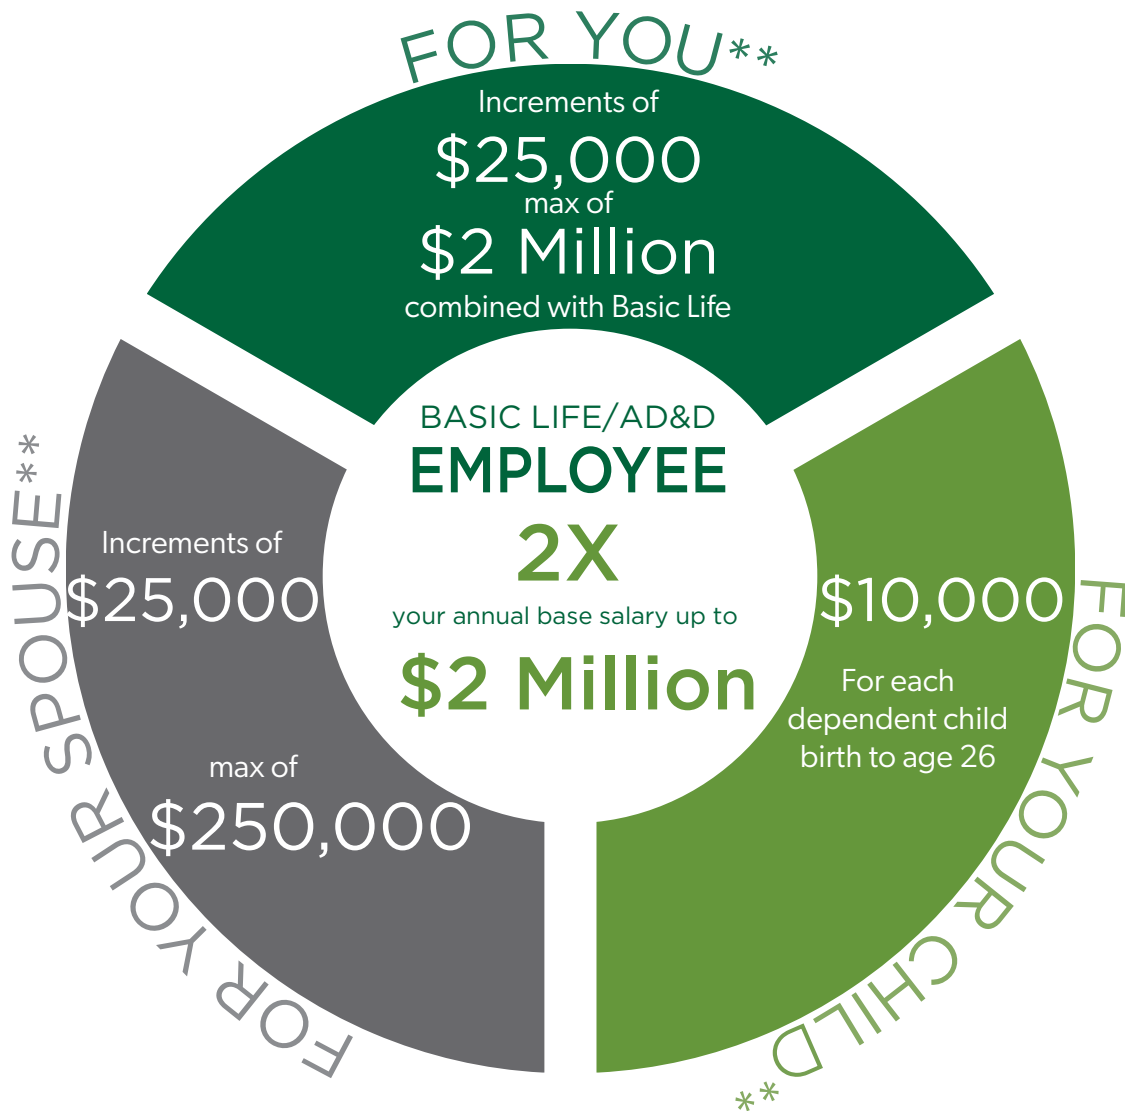 FOR YOU**
Increments of
$25,000
max of
$2 Million
combined with Basic Life
BASIC LIFE/AD&D
EMPLOYEE
2X
your annual base salary up to
$2 Million
FOR YOUR SPOUSE**
Increments of
$25,000
max of
$250,000
FOR YOUR CHILD**
$10,000
For each
dependent child
birth to age 26